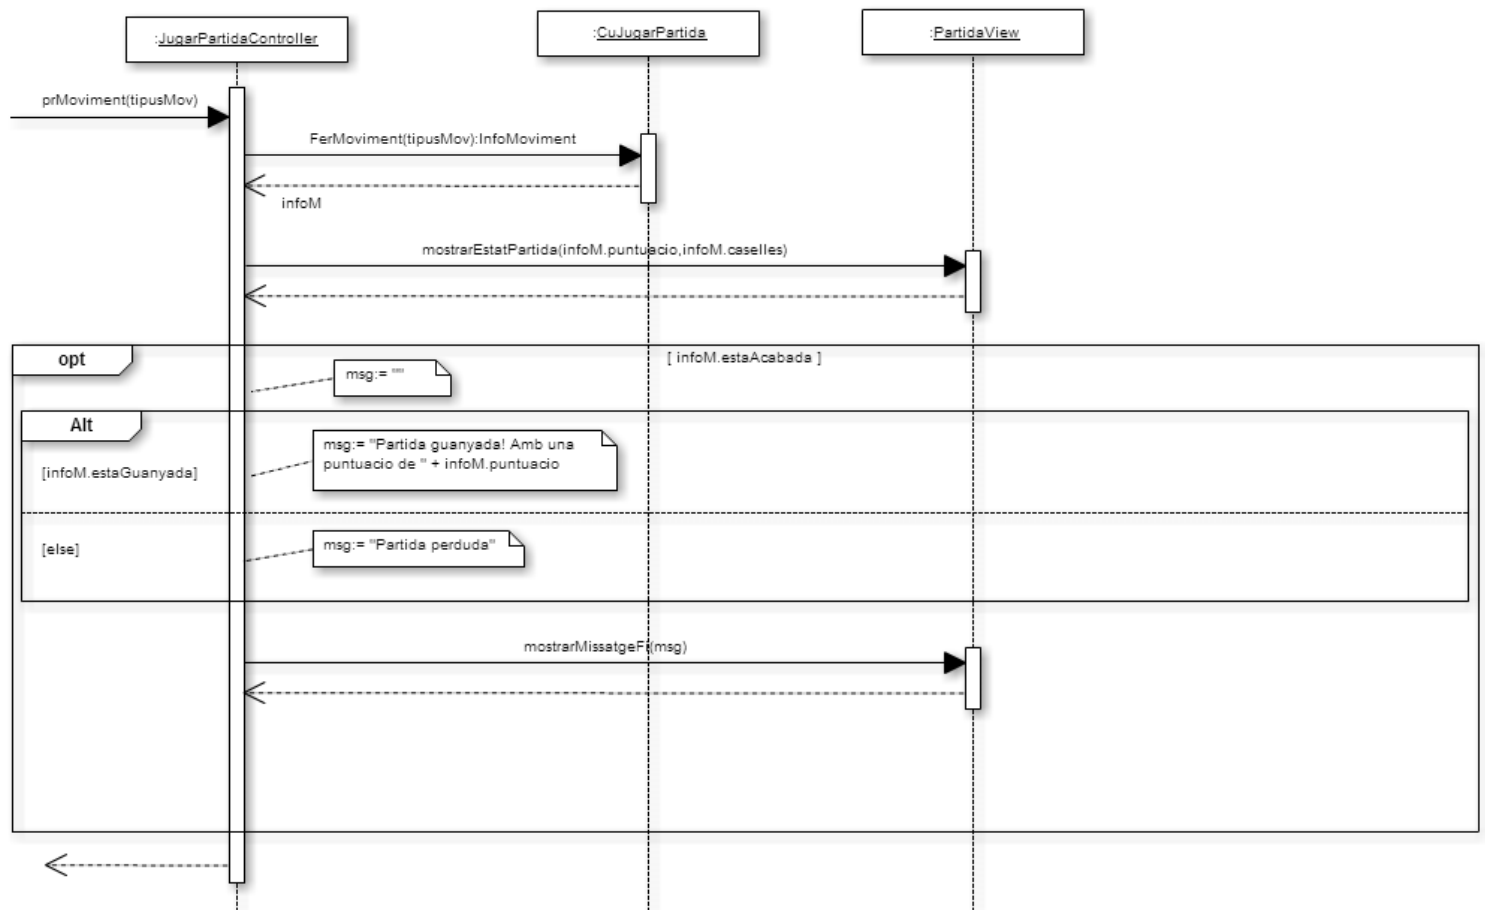 :JugarPartidaController
:CuJugarPartida
:PartidaView
prMoviment(tipusMov)
FerMoviment(tipusMov):InfoMoviment
infoM
mostrarEstatPartida(infoM.puntuacio,infoM.caselles)
opt
[ infoM.estaAcabada ]
msg:= ""
Alt
[infoM.estaGuanyada]
msg:= "Partida guanyada! Amb una
puntuacio de " + infoM.puntuacio
[else]
msg:= "Partida perduda"
mostrarMissatgeFi(msg)